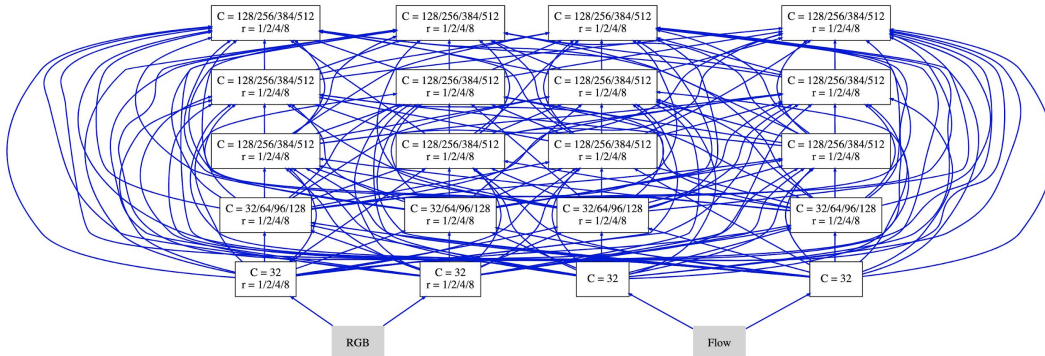 C = 128/256/384/512
r = 1/2/4/8
C = 128/256/384/512
r = 1/2/4/8
C = 128/256/384/512
r = 1/2/4/8
C = 128/256/384/512
r = 1/2/4/8
C = 128/256/384/512
r = 1/2/4/8
C = 128/256/384/512
r = 1/2/4/8
C = 128/256/384/512
r = 1/2/4/8
C = 128/256/384/512
r = 1/2/4/8
C = 128/256/384/512
r = 1/2/4/8
C = 128/256/384/512
r = 1/2/4/8
C = 128/256/384/512
r = 1/2/4/8
C = 128/256/384/512
r = 1/2/4/8
C = 32/64/96/128
r = 1/2/4/8
C = 32/64/96/128
r = 1/2/4/8
C = 32/64/96/128
r = 1/2/4/8
C = 32/64/96/128
r = 1/2/4/8
C = 32
r = 1/2/4/8
C = 32
r = 1/2/4/8
C = 32
C = 32
RGB
Flow